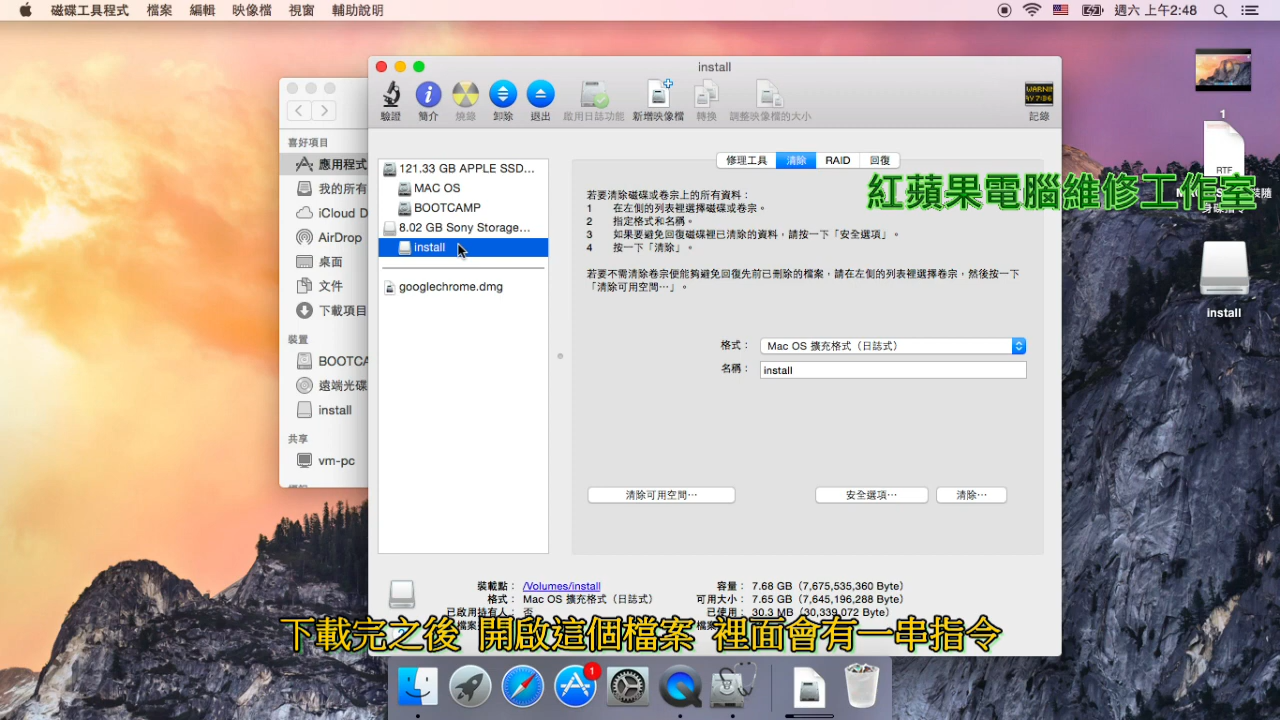 磁碟工具程式 檔案 編輯 映像檔 視窗 輔助說明
週六 上午2:48
install
驗證 簡介 燒錄 卸除 退出 啟用日誌功能 新增映像檔 轉換 調整映像檔的大小
WARNIN
AY 7:86
記錄
喜好項目
應用程式
我的所有
iCloud D
AirDrop
桌面
文件
下載項目
裝置
BOOTCA
遠端光碟
install
共享
vm-pc
121.33 GB APPLE SSD...
MAC OS
BOOTCAMP
8.02 GB Sony Storage...
install
googlechrome.dmg
修理工具 清除 RAID 回復
若要清除磁碟或卷宗上的所有資料：
1 在左側的列表裡選擇磁碟或卷宗。
2 指定格式和名稱。
3 如果要避免回復磁碟裡已清除的資料，請按一下「安全選項」。
4 按一下「清除」。
若要不需清除卷宗便能夠避免回復先前已刪除的檔案，請在左側的列表裡選擇卷宗，然後按一下
「清除可用空間⋯」。
格式： Mac OS 擴充格式（日誌式）
名稱： install
清除可用空間⋯ 安全選項⋯ 清除⋯
裝載點： /Volumes/install
格式： Mac OS 擴充格式（日誌式）
已啟用持有人： 否
容量： 7.68 GB（7,675,535,360 Byte）
可用大小： 7.65 GB（7,645,196,288 Byte）
已使用： 30.3 MB（30,339,072 Byte）
1
RTF
紅蘋果電腦維修工作室
install
下載完之後 開啟這個檔案 裡面會有一串指令
1